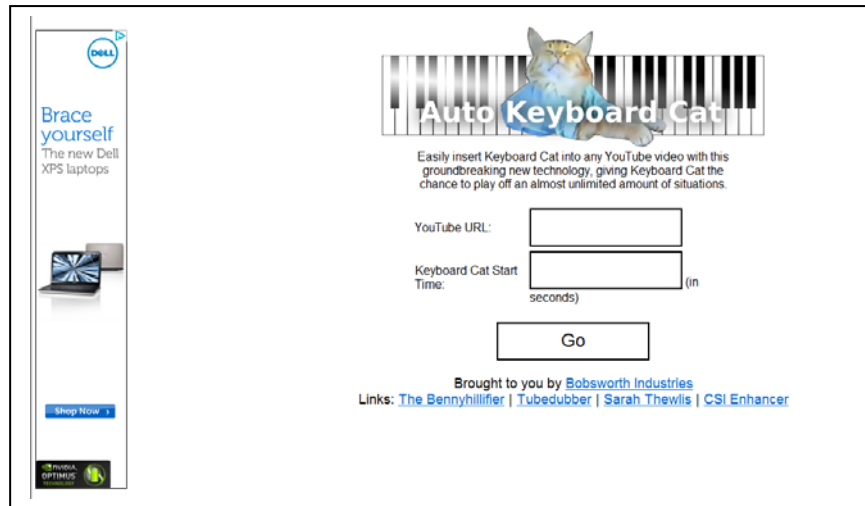 DELL
Brace
yourself
The new Dell
XPS laptops
Shop Now
NVIDIA.
OPTIMUS
TECHNOLOGY
Auto Keyboard Cat
Easily insert Keyboard Cat into any YouTube video with this
groundbreaking new technology, giving Keyboard Cat the
chance to play off an almost unlimited amount of situations.
YouTube URL:
Keyboard Cat Start
Time:
(in
seconds)
Go
Brought to you by Bobsworth Industries
Links: The Bennyhillifier | Tubedubber | Sarah Thewlis | CSI Enhancer